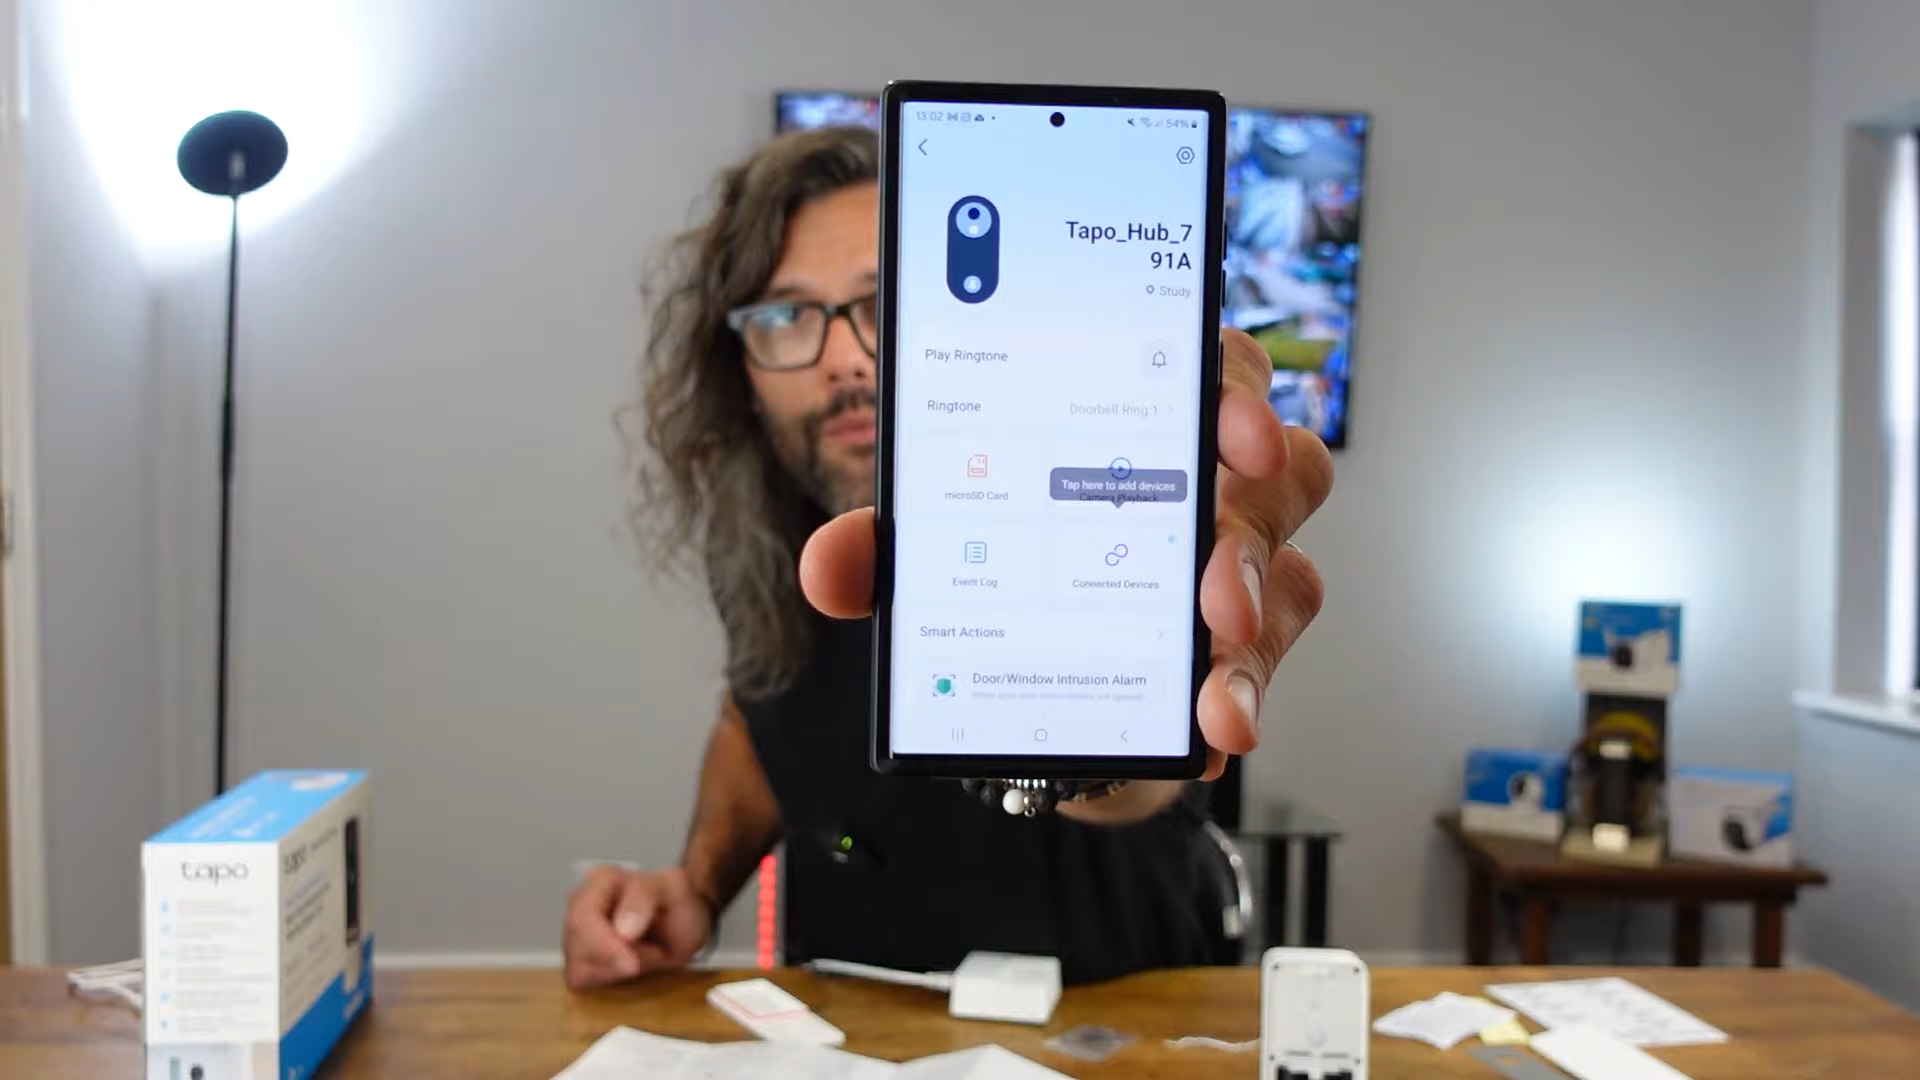 13:02
54%
Tapo_Hub_7
91A
Study
Play Ringtone
Ringtone
Doorbell Ring 1
microSD Card
Tap here to add devices
Camera Playback
Event Log
Connected Devices
Smart Actions
Door/Window Intrusion Alarm
tapo
tapo